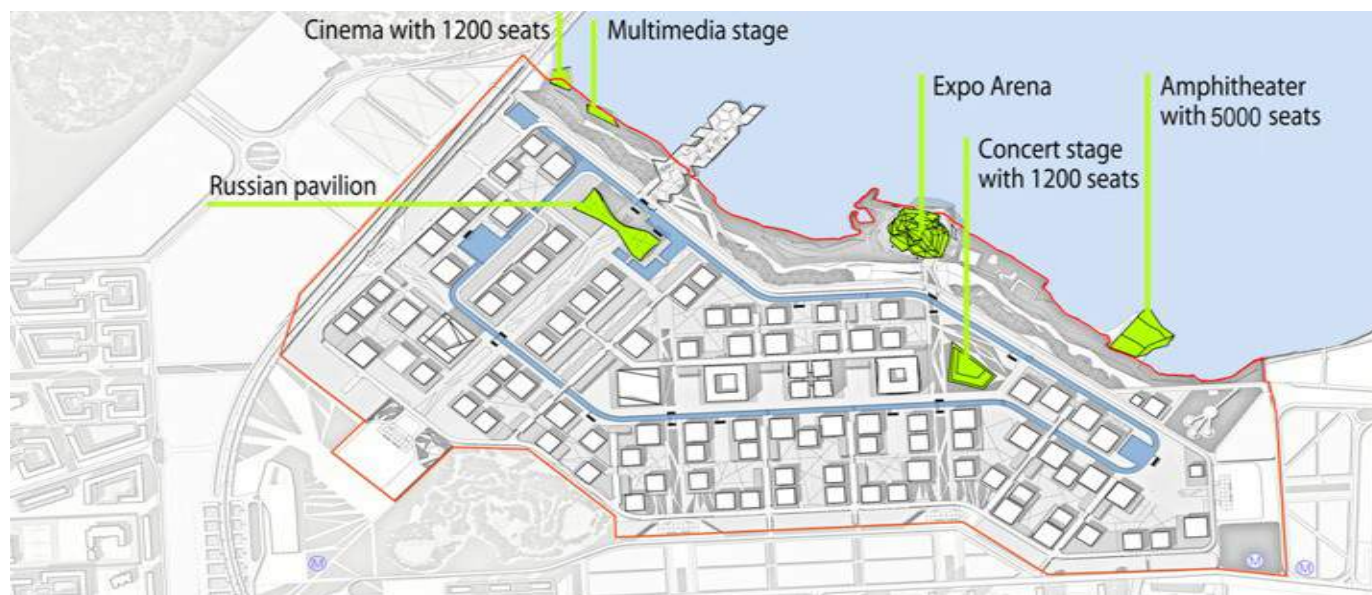 Cinema with 1200 seats
Multimedia stage
Expo Arena
Amphitheater
with 5000 seats
Concert stage
with 1200 seats
Russian pavilion
M
M
M